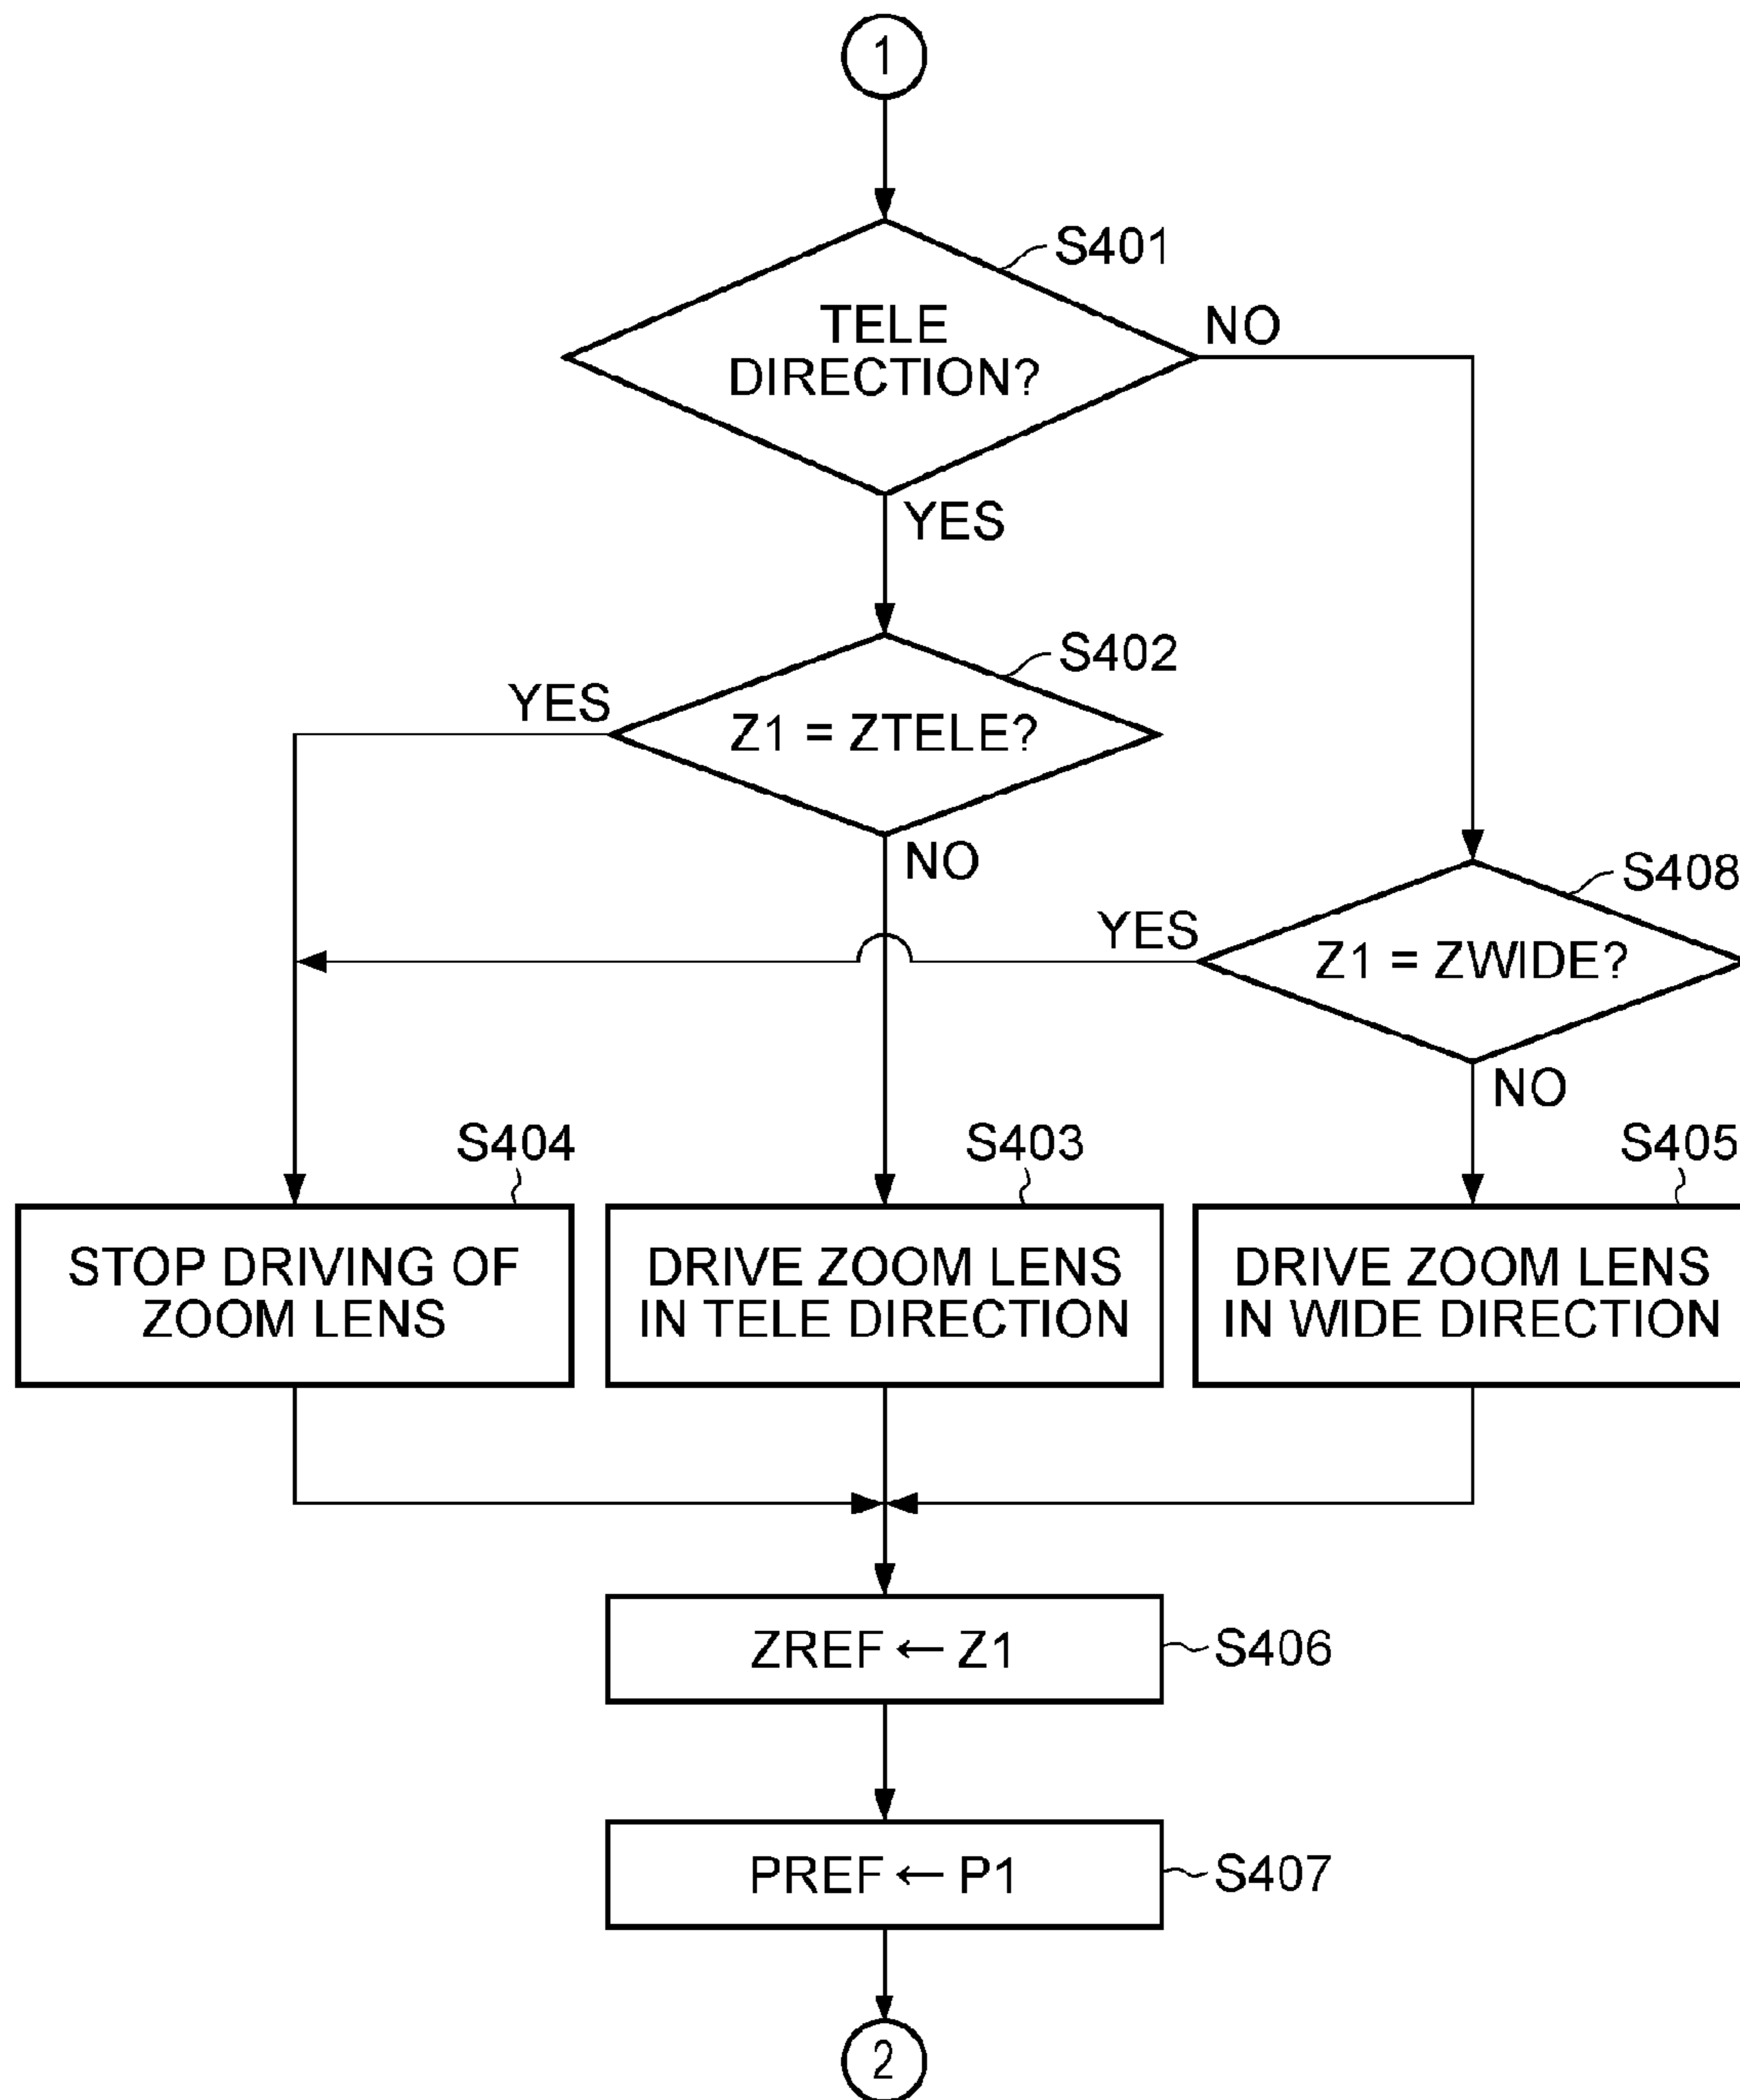 1
S401
TELE
DIRECTION?
NO
YES
S402
YES
Z1 = ZTELE?
NO
S408
YES
Z1 = ZWIDE?
NO
S404
S403
S405
STOP DRIVING OF
ZOOM LENS
DRIVE ZOOM LENS
IN TELE DIRECTION
DRIVE ZOOM LENS
IN WIDE DIRECTION
ZREF ← Z1
S406
PREF ← P1
S407
2